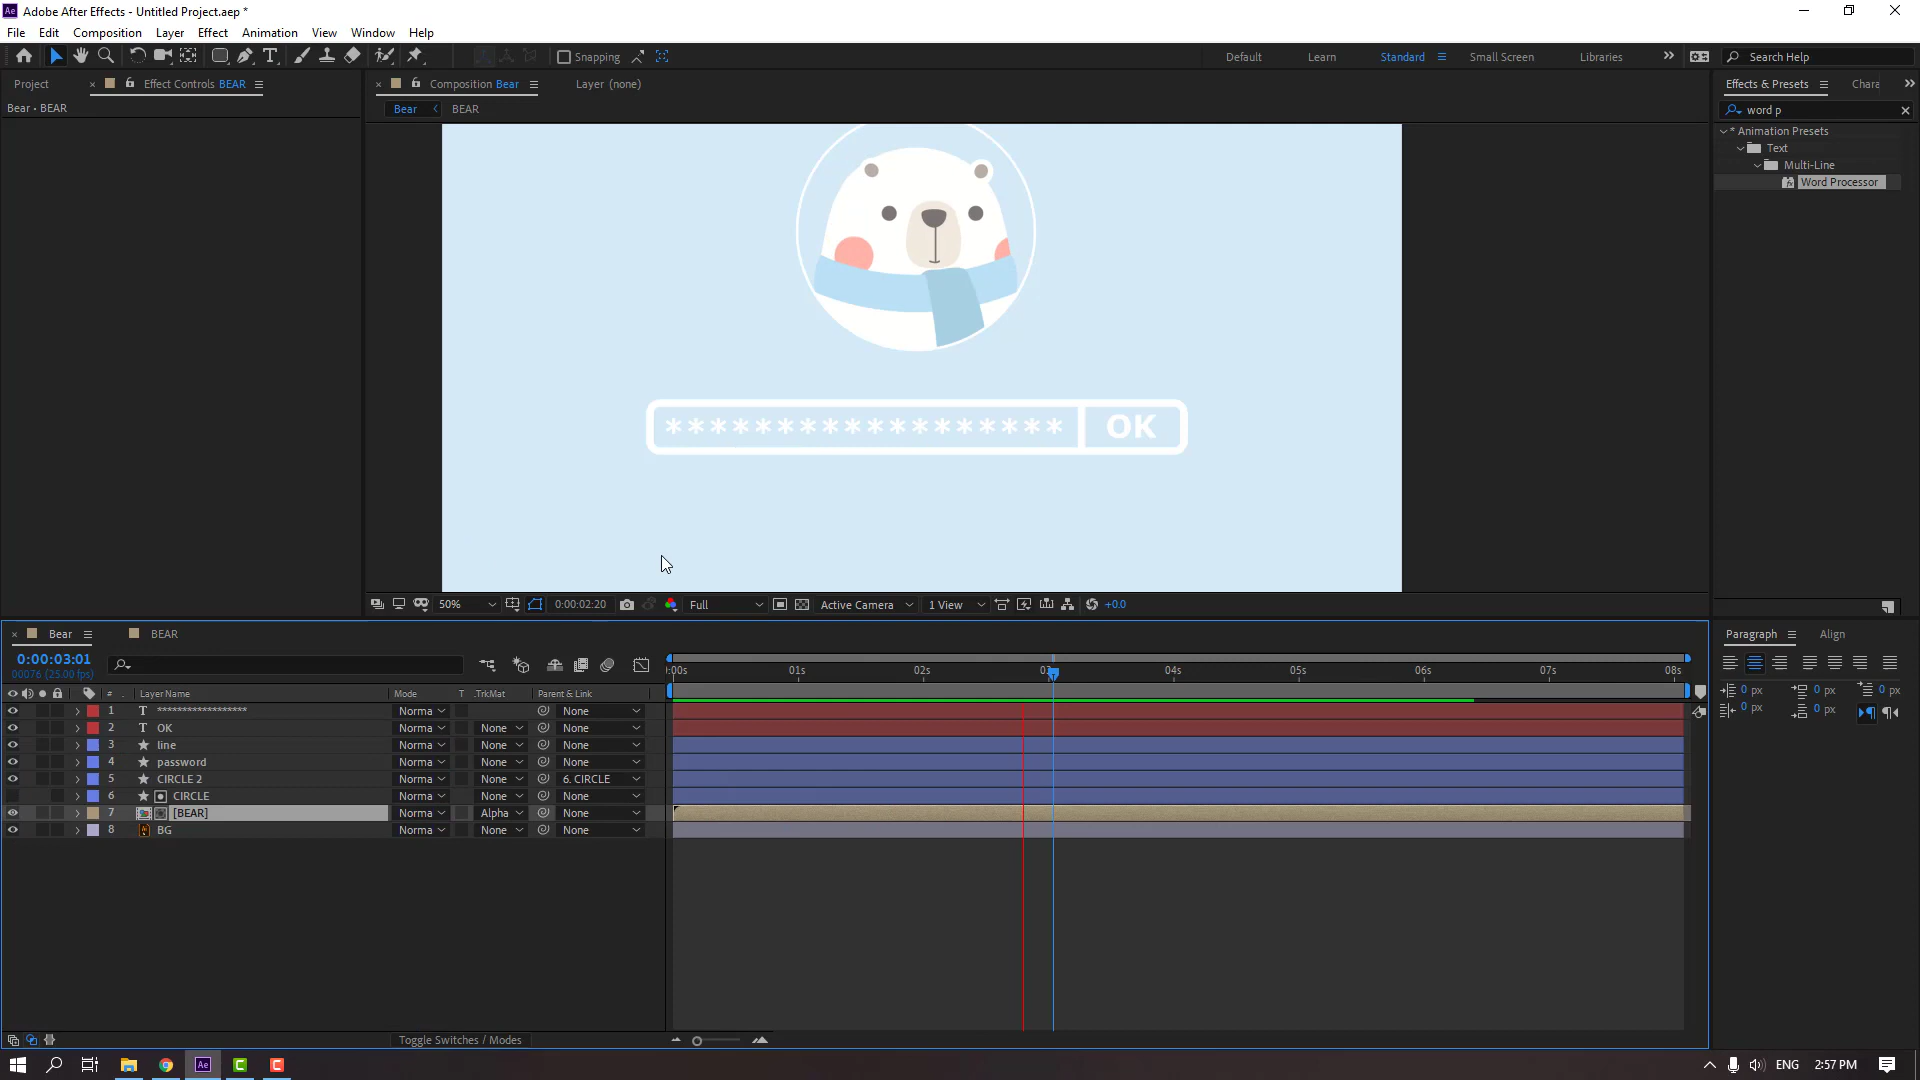 Adobe After Effects - Untitled Project.aep *
File Edit Composition Layer Effect Animation View Window Help
Snapping Default Learn Standard Small Screen Libraries Search Help
Project Effect Controls BEAR Composition Bear Layer (none) Effects & Presets Chara
Bear • BEAR Bear BEAR word p
* Animation Presets
Text
Multi-Line
Word Processor
****************** OK
50% 0:00:02:20 Full Active Camera 1 View +0.0
Bear BEAR Paragraph Align
0:00:03:01
00076 (25.00 fps)
:00s 01s 02s 04s 05s 06s 07s 08s
# Layer Name Mode T .TrkMat Parent & Link
0 px 0 px 0 px
0 px 0 px
1 T ****************** Norma None
2 T OK Norma None None
3 line Norma None None
4 password Norma None None
5 CIRCLE 2 Norma None 6. CIRCLE
6 CIRCLE Norma None None
7 [BEAR] Norma Alpha None
8 BG Norma None None
Toggle Switches / Modes
Ae ENG 2:57 PM